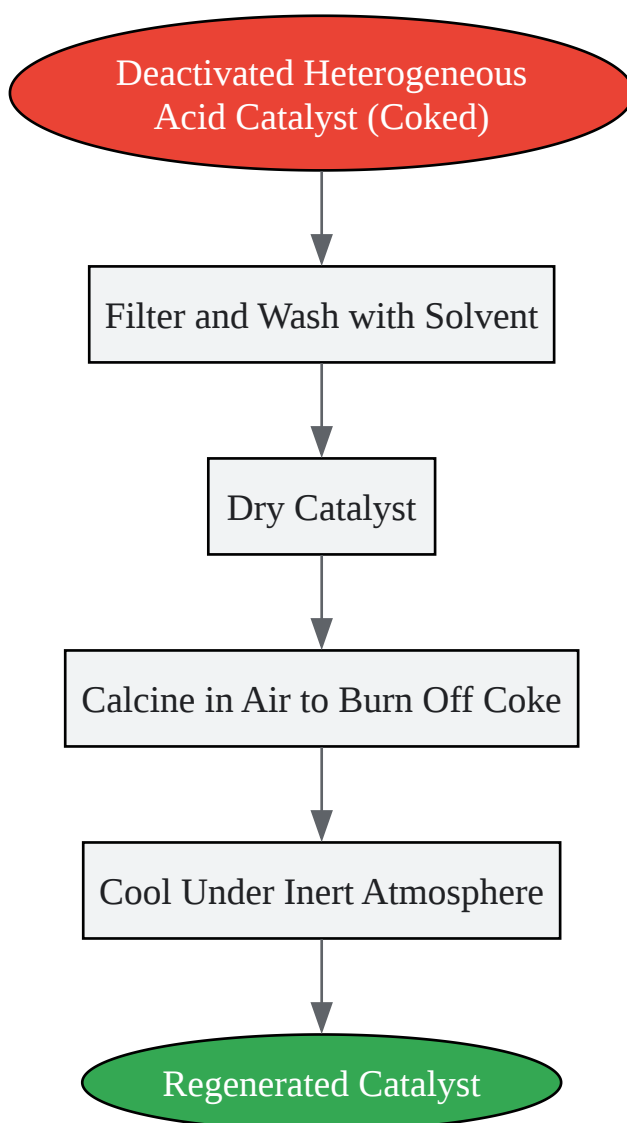 Deactivated Heterogeneous
Acid Catalyst (Coked)
Filter and Wash with Solvent
Dry Catalyst
Calcine in Air to Burn Off Coke
Cool Under Inert Atmosphere
Regenerated Catalyst